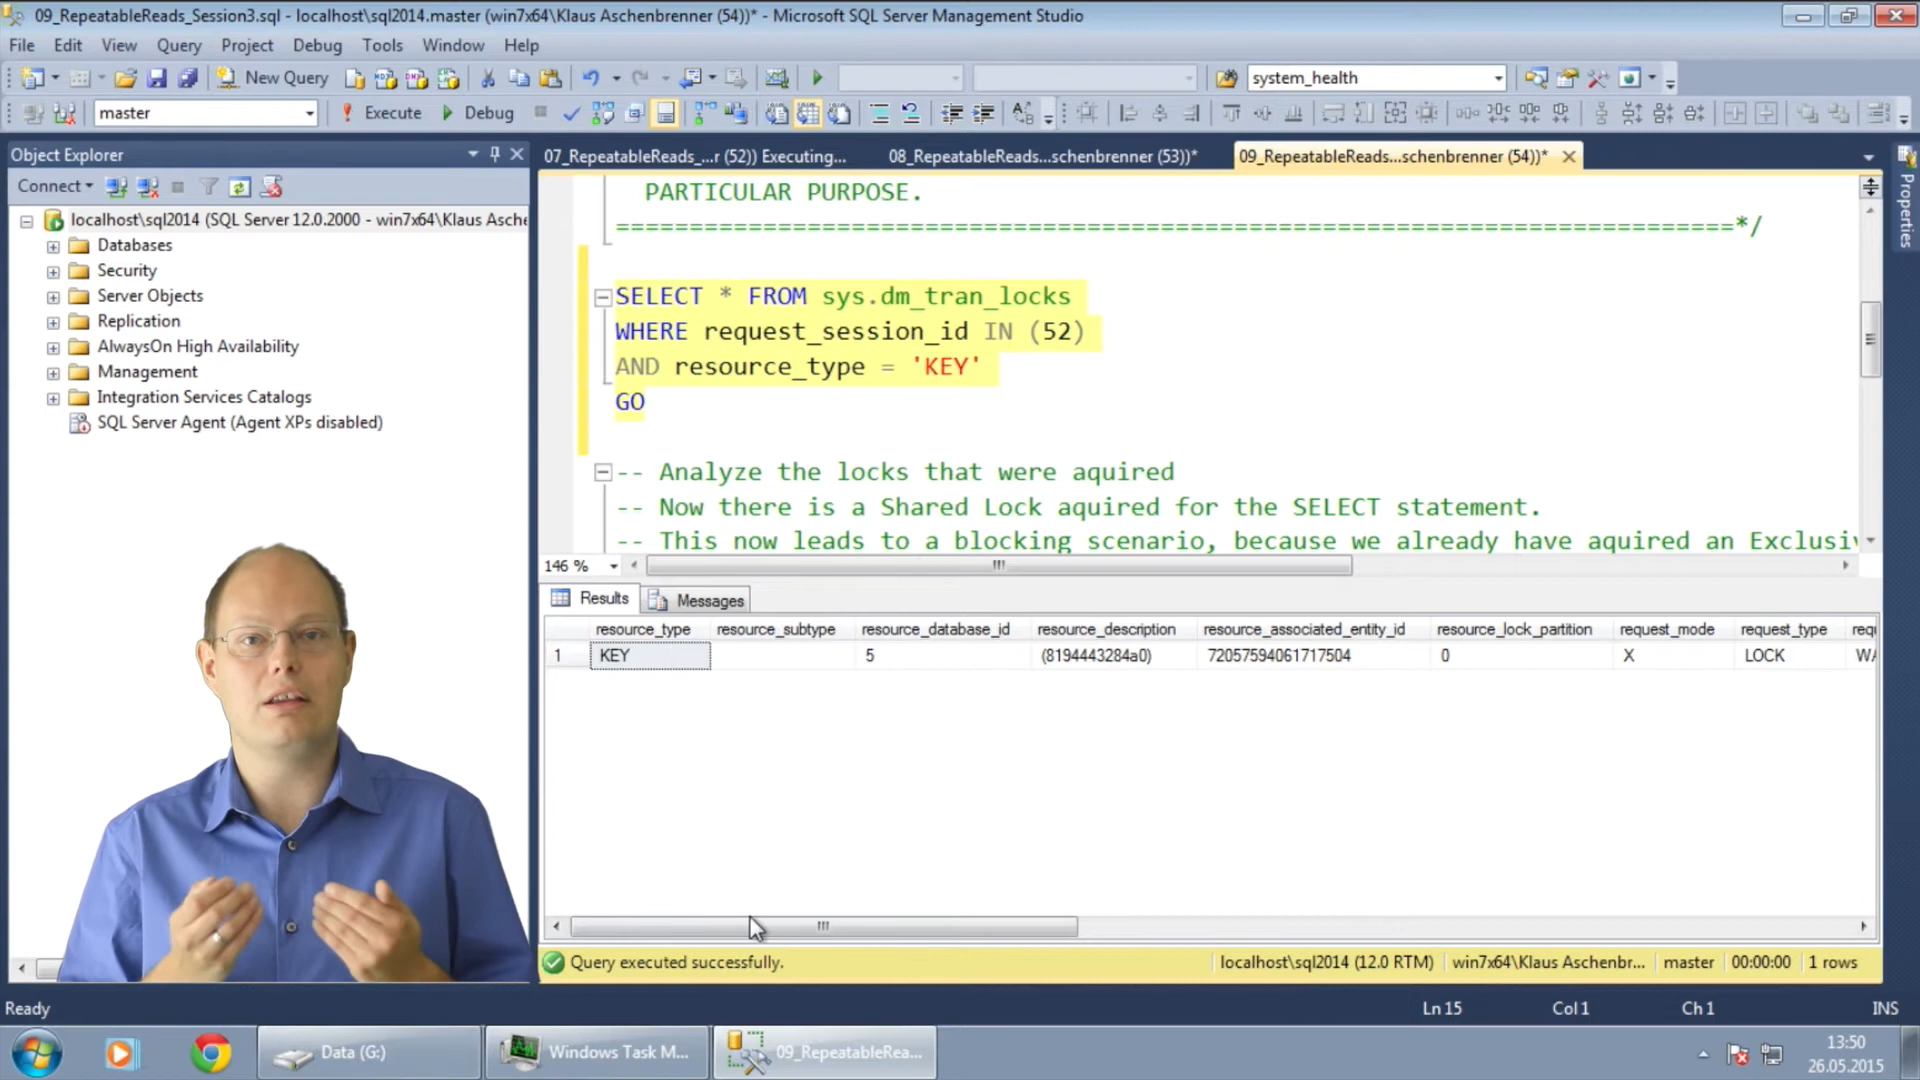 09_RepeatableReads_Session3.sql - localhost\sql2014.master (win7x64\Klaus Aschenbrenner (54))* - Microsoft SQL Server Management Studio
File Edit View Query Project Debug Tools Window Help
New Query system_health
master Execute Debug
Object Explorer
07_RepeatableReads_...r (52)) Executing... 08_RepeatableReads...schenbrenner (53))* 09_RepeatableReads...schenbrenner (54))*
Properties
Connect
localhost\sql2014 (SQL Server 12.0.2000 - win7x64\Klaus Asche
Databases
Security
Server Objects
Replication
AlwaysOn High Availability
Management
Integration Services Catalogs
SQL Server Agent (Agent XPs disabled)
PARTICULAR PURPOSE.
============================================================================*/
SELECT * FROM sys.dm_tran_locks
WHERE request_session_id IN (52)
AND resource_type = 'KEY'
GO
-- Analyze the locks that were aquired
-- Now there is a Shared Lock aquired for the SELECT statement.
-- This now leads to a blocking scenario, because we already have aquired an Exclusiv
146 %
Results Messages
resource_type resource_subtype resource_database_id resource_description resource_associated_entity_id resource_lock_partition request_mode request_type req
1 KEY 5 (8194443284a0) 72057594061717504 0 X LOCK WA
Query executed successfully. localhost\sql2014 (12.0 RTM) win7x64\Klaus Aschenbr... master 00:00:00 1 rows
Ready Ln 15 Col 1 Ch 1 INS
Data (G:) Windows Task M... 09_RepeatableRea...
13:50
26.05.2015